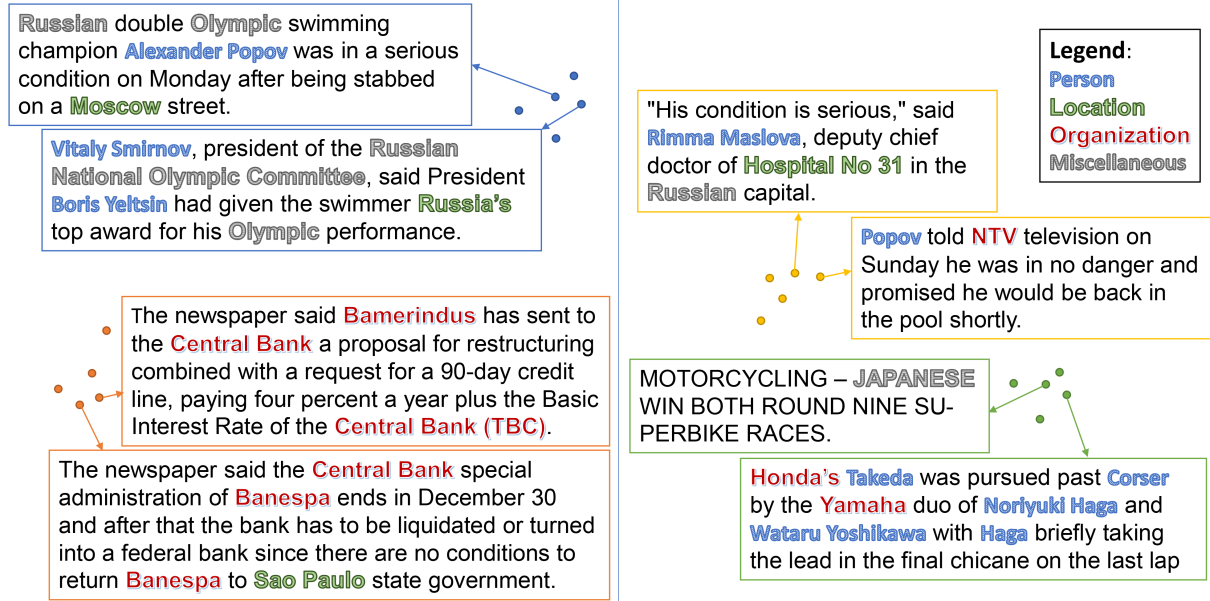 Russian double Olympic swimming
champion Alexander Popov was in a serious
condition on Monday after being stabbed
on a Moscow street.
Vitaly Smirnov, president of the Russian
National Olympic Committee, said President
Boris Yeltsin had given the swimmer Russia’s
top award for his Olympic performance.
The newspaper said Bamerindus has sent to
the Central Bank a proposal for restructuring
combined with a request for a 90-day credit
line, paying four percent a year plus the Basic
Interest Rate of the Central Bank (TBC).
The newspaper said the Central Bank special
administration of Banespa ends in December 30
and after that the bank has to be liquidated or turned
into a federal bank since there are no conditions to
return Banespa to Sao Paulo state government.
Legend:
Person
Location
Organization
Miscellaneous
"His condition is serious," said
Rimma Maslova, deputy chief
doctor of Hospital No 31 in the
Russian capital.
Popov told NTV television on
Sunday he was in no danger and
promised he would be back in
the pool shortly.
MOTORCYCLING – JAPANESE
WIN BOTH ROUND NINE SU-
PERBIKE RACES.
Honda’s Takeda was pursued past Corser
by the Yamaha duo of Noriyuki Haga and
Wataru Yoshikawa with Haga briefly taking
the lead in the final chicane on the last lap